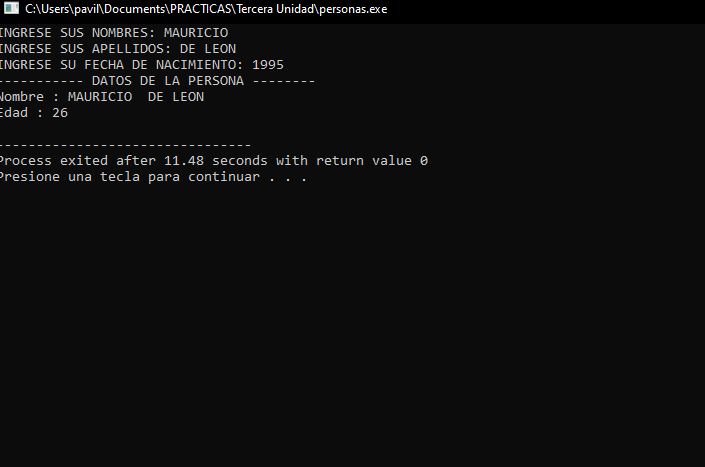 C:\Users\pavil\Documents\PRACTICAS\Tercera Unidad\personas.exe
INGRESE SUS NOMBRES: MAURICIO
INGRESE SUS APELLIDOS: DE LEON
INGRESE SU FECHA DE NACIMIENTO: 1995
----------- DATOS DE LA PERSONA --------
Nombre : MAURICIO  DE LEON
Edad : 26
--------------------------------
Process exited after 11.48 seconds with return value 0
Presione una tecla para continuar . . .